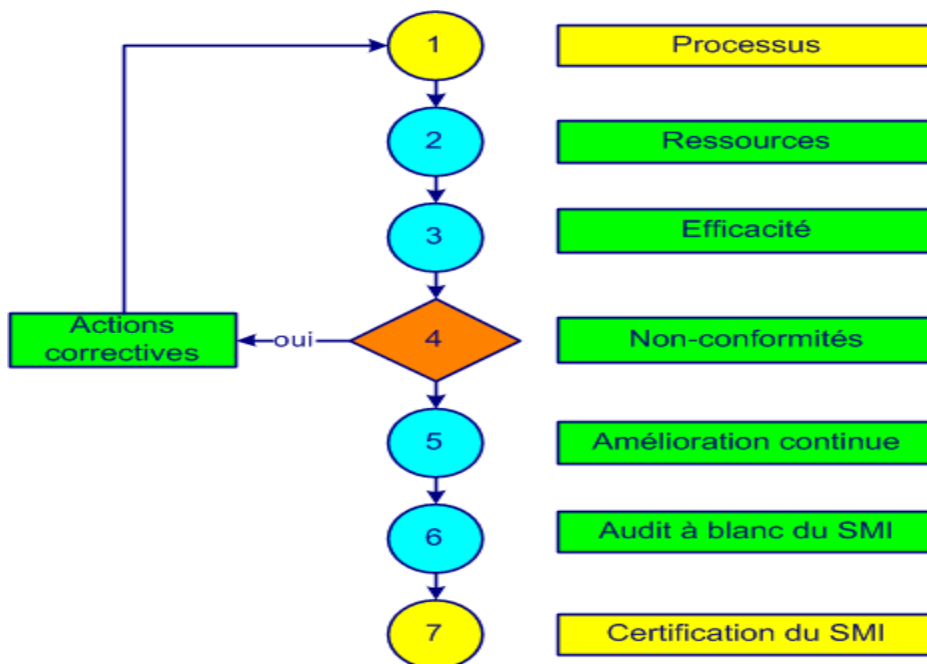 1 Processus
2 Ressources
3 Efficacité
Actions
correctives
oui
4 Non-conformités
5 Amélioration continue
6 Audit à blanc du SMI
7 Certification du SMI